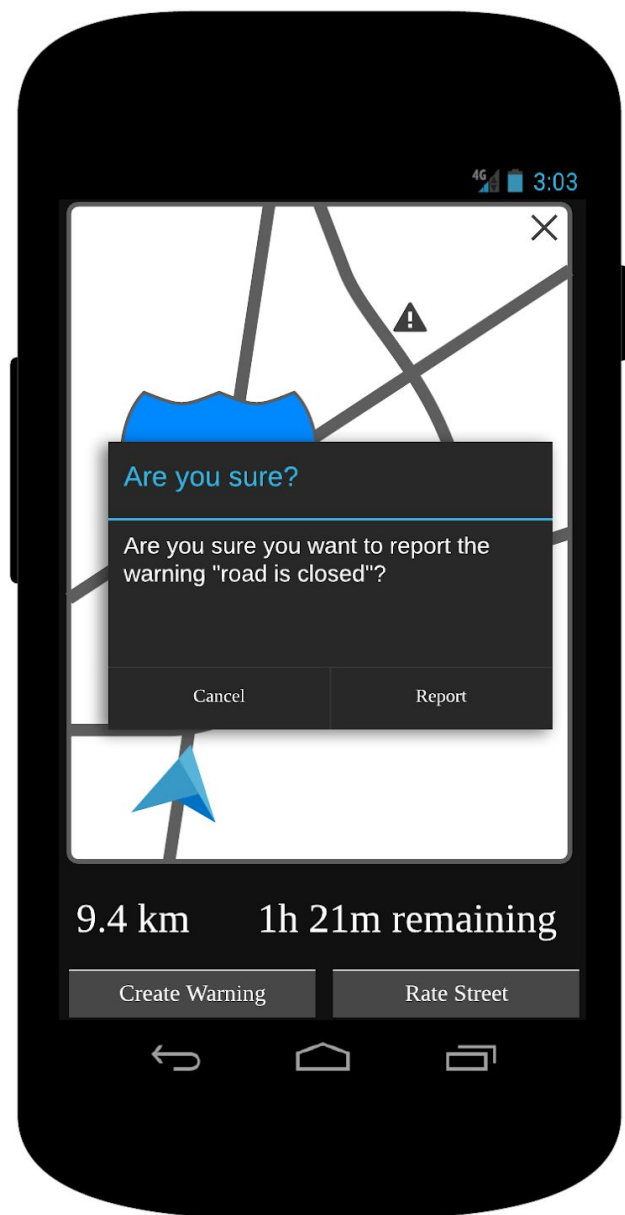 4G 3:03
Are you sure?
Are you sure you want to report the
warning "road is closed"?
Cancel Report
9.4 km 1h 21m remaining
Create Warning Rate Street